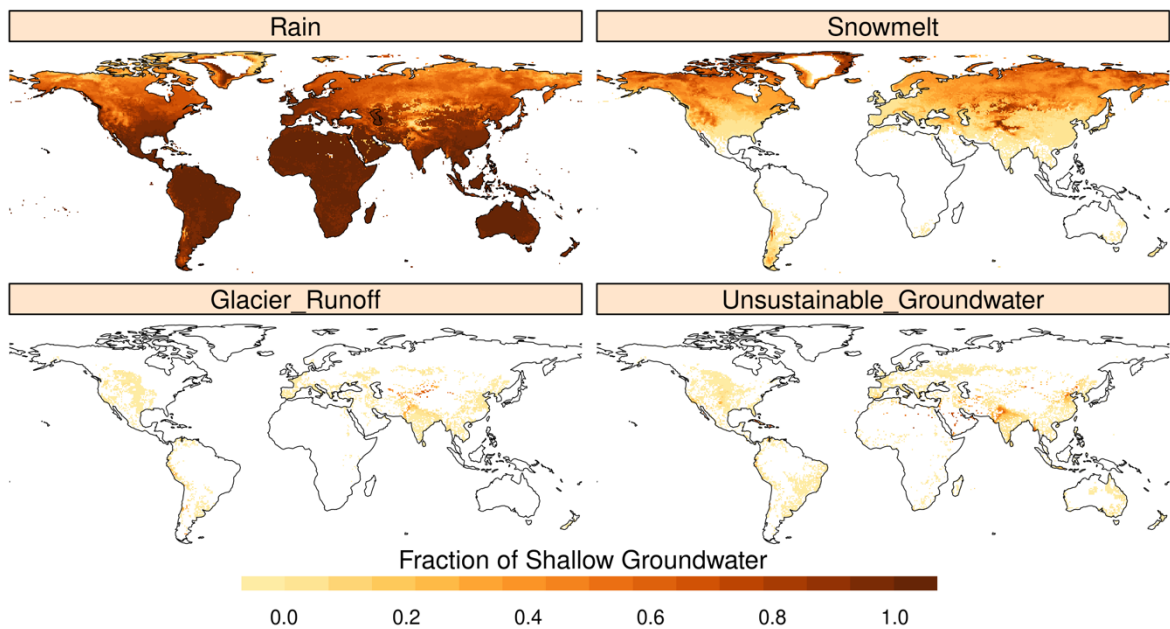 Rain
Snowmelt
Glacier_Runoff
Unsustainable_Groundwater
Fraction of Shallow Groundwater
0.0 0.2 0.4 0.6 0.8 1.0